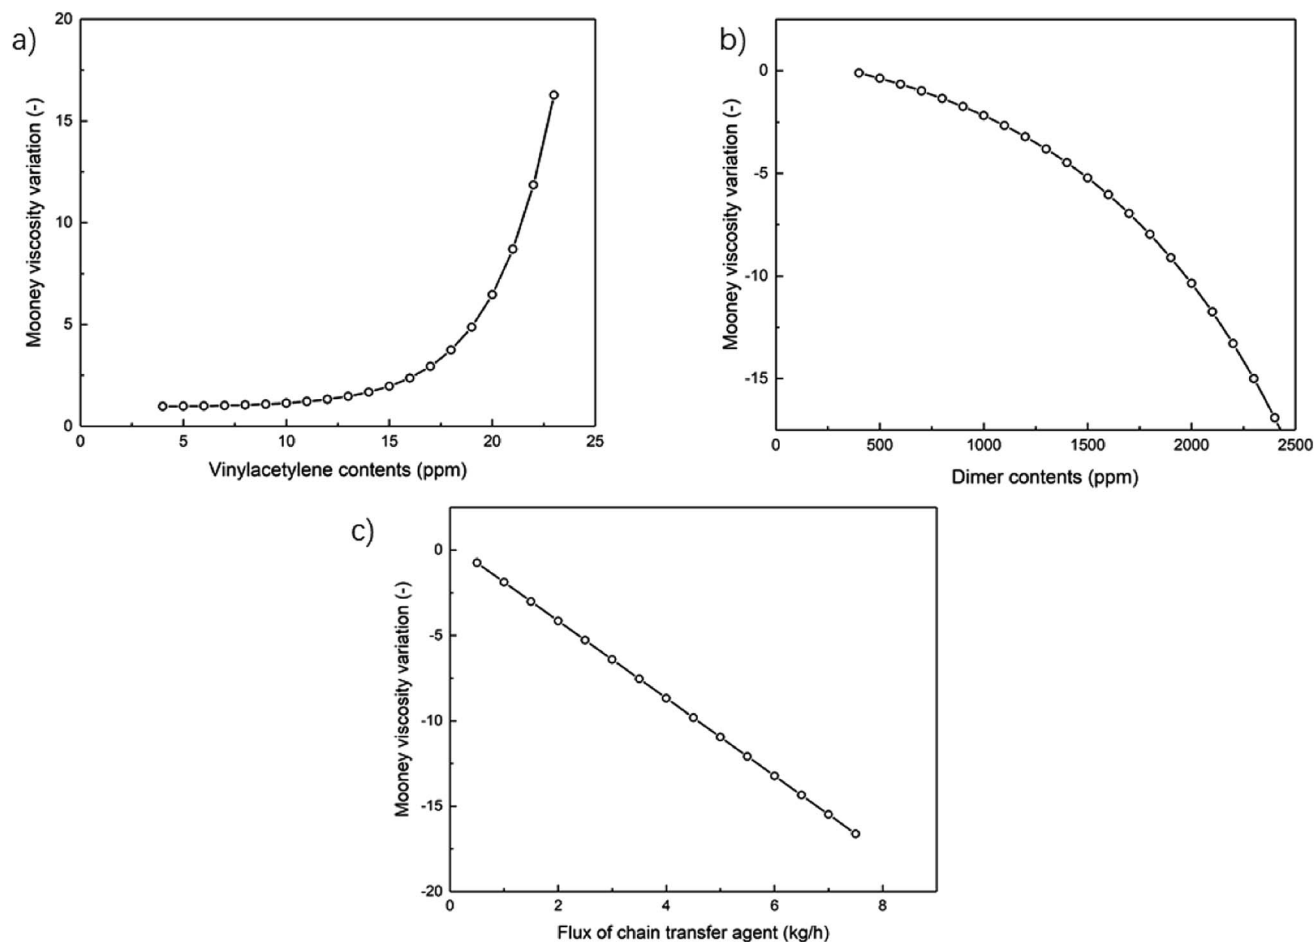 a)
20
15
10
5
0
0 5 10 15 20 25
Mooney viscosity variation (-)
Vinylacetylene contents (ppm)
b)
0
-5
-10
-15
0 500 1000 1500 2000 2500
Mooney viscosity variation (-)
Dimer contents (ppm)
c)
0
-5
-10
-15
-20
0 2 4 6 8
Mooney viscosity variation (-)
Flux of chain transfer agent (kg/h)